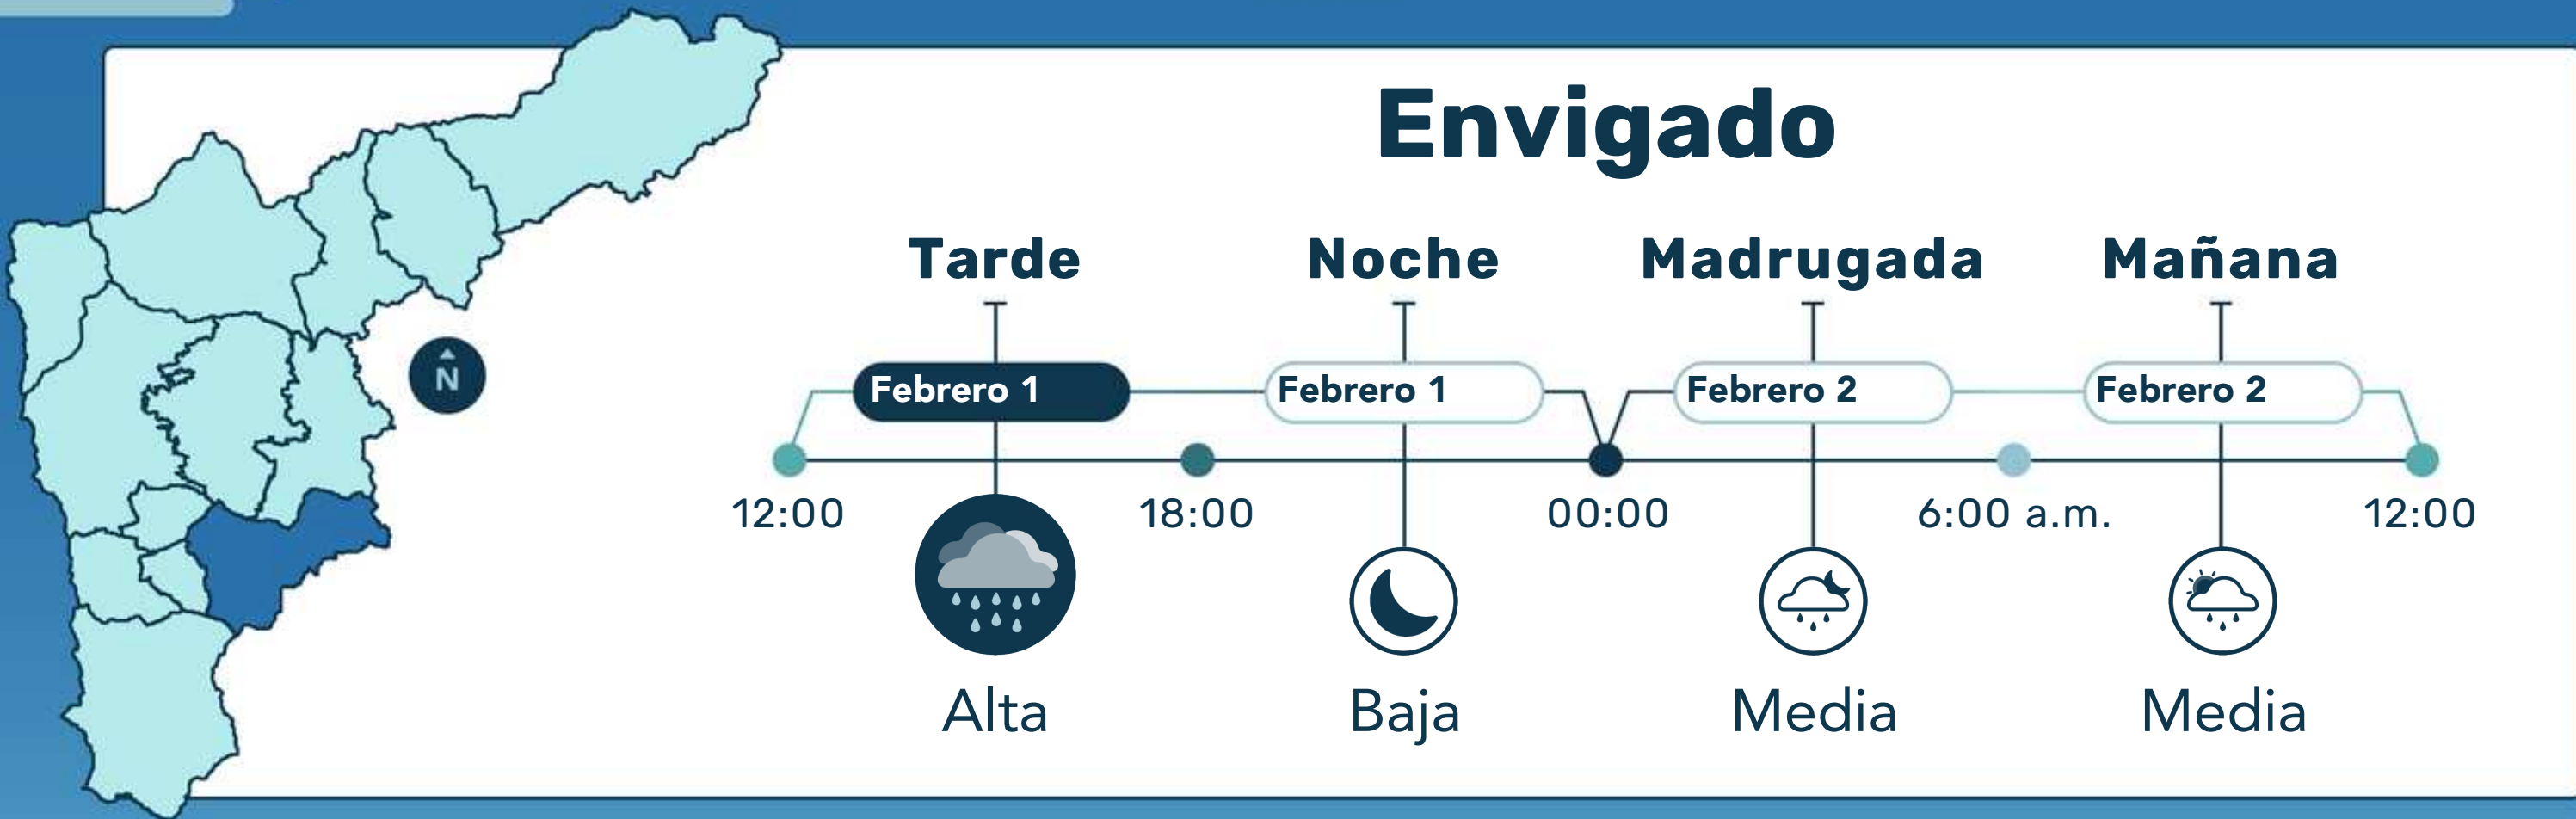 Envigado
Tarde Noche Madrugada Mañana
Febrero 1 Febrero 1 Febrero 2 Febrero 2
N
12:00 18:00 00:00 6:00 a.m. 12:00
Alta Baja Media Media